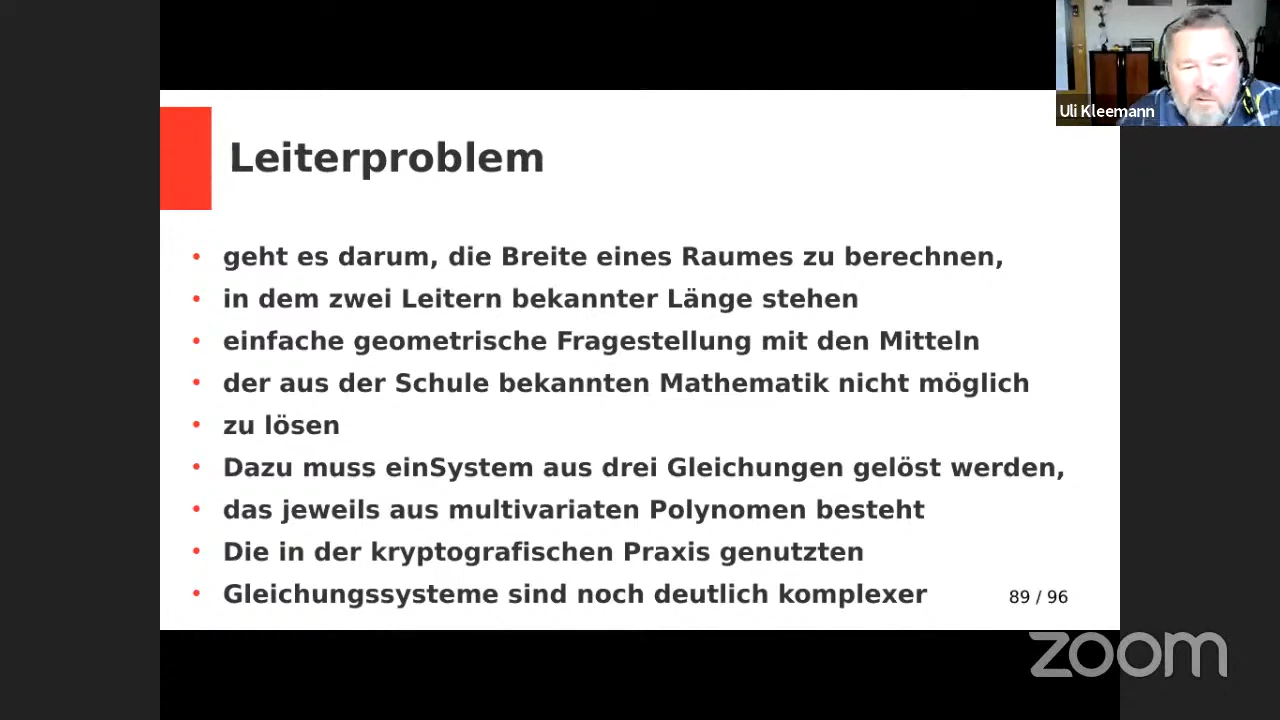 Uli Kleemann
Leiterproblem
• geht es darum, die Breite eines Raumes zu berechnen,
• in dem zwei Leitern bekannter Länge stehen
• einfache geometrische Fragestellung mit den Mitteln
• der aus der Schule bekannten Mathematik nicht möglich
• zu lösen
• Dazu muss einSystem aus drei Gleichungen gelöst werden,
• das jeweils aus multivariaten Polynomen besteht
• Die in der kryptografischen Praxis genutzten
• Gleichungssysteme sind noch deutlich komplexer
89 / 96
zoom